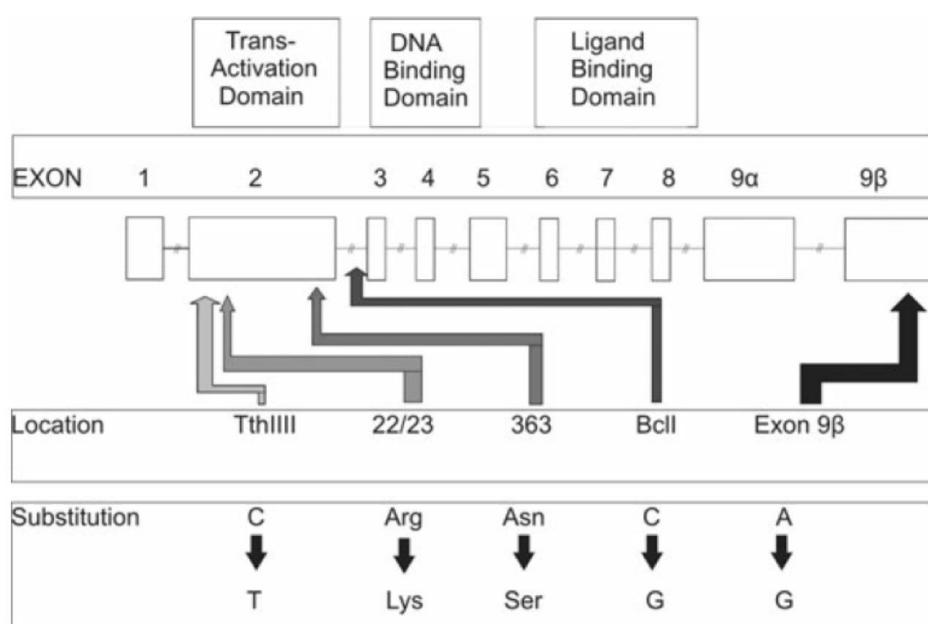 Trans-
Activation
Domain
DNA
Binding
Domain
Ligand
Binding
Domain
EXON 1 2 3 4 5 6 7 8 9α 9β
Location TthIIII 22/23 363 BclI Exon 9β
Substitution C Arg Asn C A
T Lys Ser G G